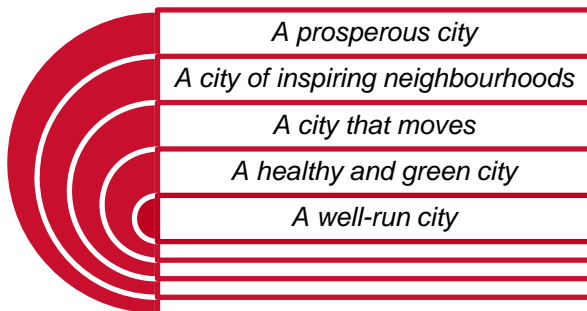 A prosperous city
A city of inspiring neighbourhoods
A city that moves
A healthy and green city
A well-run city